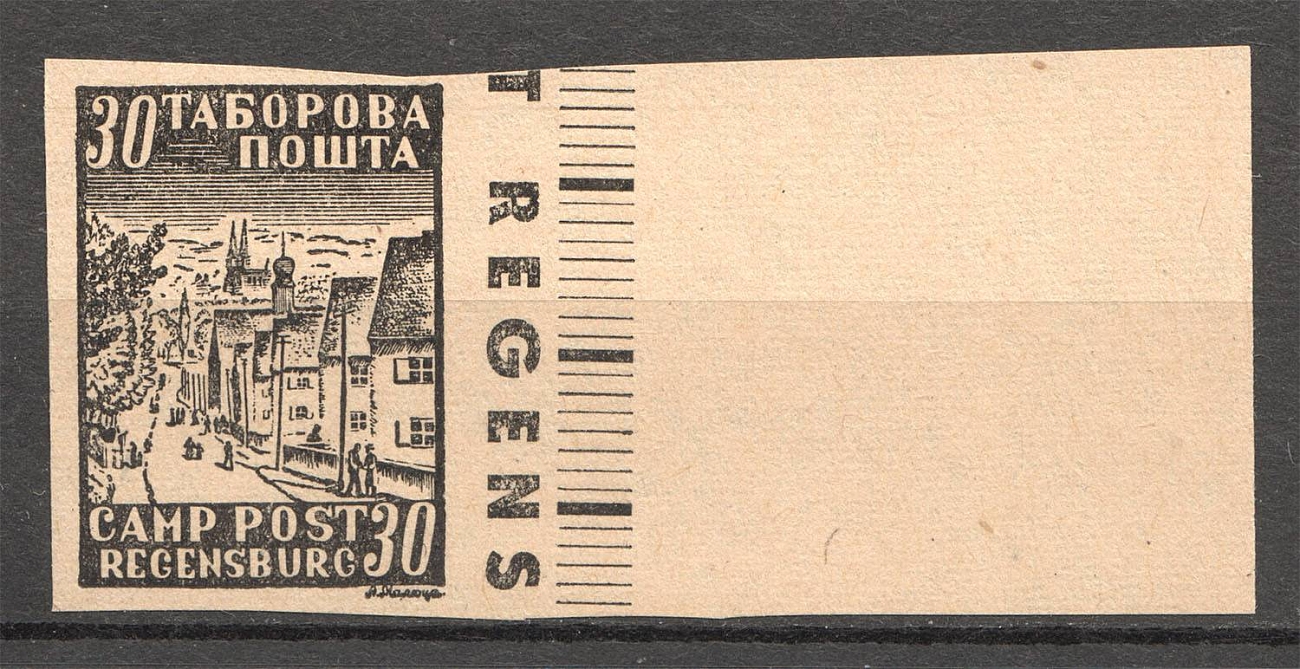 30 ТАБОРОВА
ПОШТА
CAMP POST 30
REGENSBURG
T REGENS